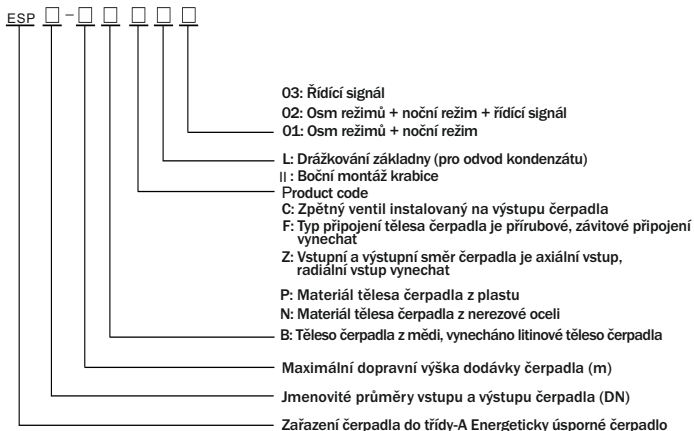 ESP □-□ □ □ □ □
03: Řídící signál
02: Osm režimů + noční režim + řídící signál
01: Osm režimů + noční režim
L: Drážkování základny (pro odvod kondenzátu)
II: Boční montáž krabice
Product code
C: Zpětný ventil instalovaný na výstupu čerpadla
F: Typ připojení tělesa čerpadla je přírubové, závitové připojení
vynechat
Z: Vstupní a výstupní směr čerpadla je axiální vstup,
radiální vstup vynechat
P: Materiál tělesa čerpadla z plastu
N: Materiál tělesa čerpadla z nerezové oceli
B: Těleso čerpadla z mědi, vynecháno litinové těleso čerpadla
Maximální dopravní výška dodávky čerpadla (m)
Jmenovité průměry vstupu a výstupu čerpadla (DN)
Zařazení čerpadla do třídy-A Energeticky úsporné čerpadlo